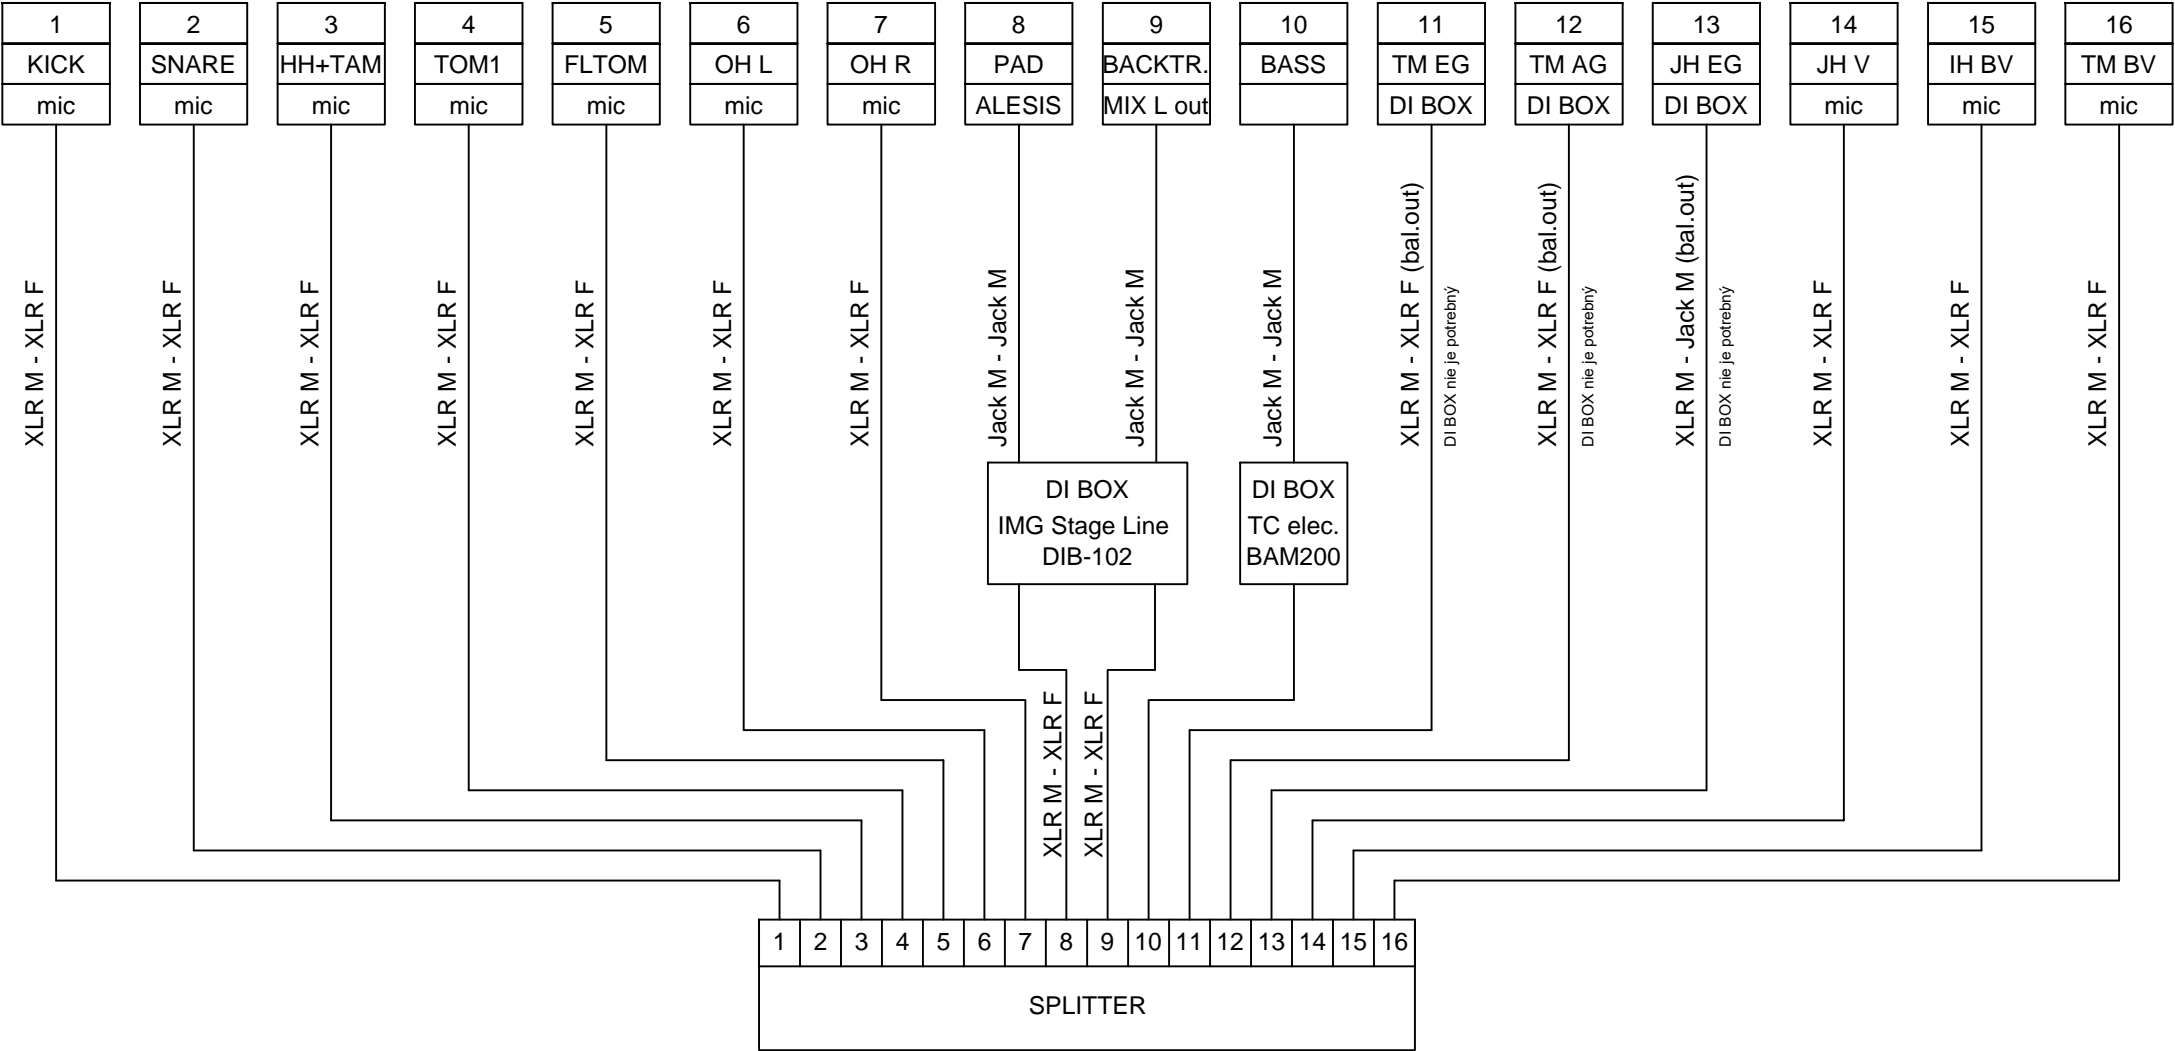 1 2 3 4 5 6 7 8 9 10 11 12 13 14 15 16
KICK SNARE HH+TAM TOM1 FLTOM OH L OH R PAD BACKTR. BASS TM EG TM AG JH EG JH V IH BV TM BV
mic mic mic mic mic mic mic ALESIS MIX L out DI BOX DI BOX DI BOX mic mic mic
XLR M - XLR F
XLR M - XLR F
XLR M - XLR F
XLR M - XLR F
XLR M - XLR F
XLR M - XLR F
XLR M - XLR F
Jack M - Jack M
Jack M - Jack M
Jack M - Jack M
XLR M - XLR F (bal.out)
DI BOX nie je potrebný
XLR M - XLR F (bal.out)
DI BOX nie je potrebný
XLR M - Jack M (bal.out)
DI BOX nie je potrebný
XLR M - XLR F
XLR M - XLR F
XLR M - XLR F
DI BOX
IMG Stage Line
DIB-102
DI BOX
TC elec.
BAM200
XLR M - XLR F
XLR M - XLR F
1 2 3 4 5 6 7 8 9 10 11 12 13 14 15 16
SPLITTER